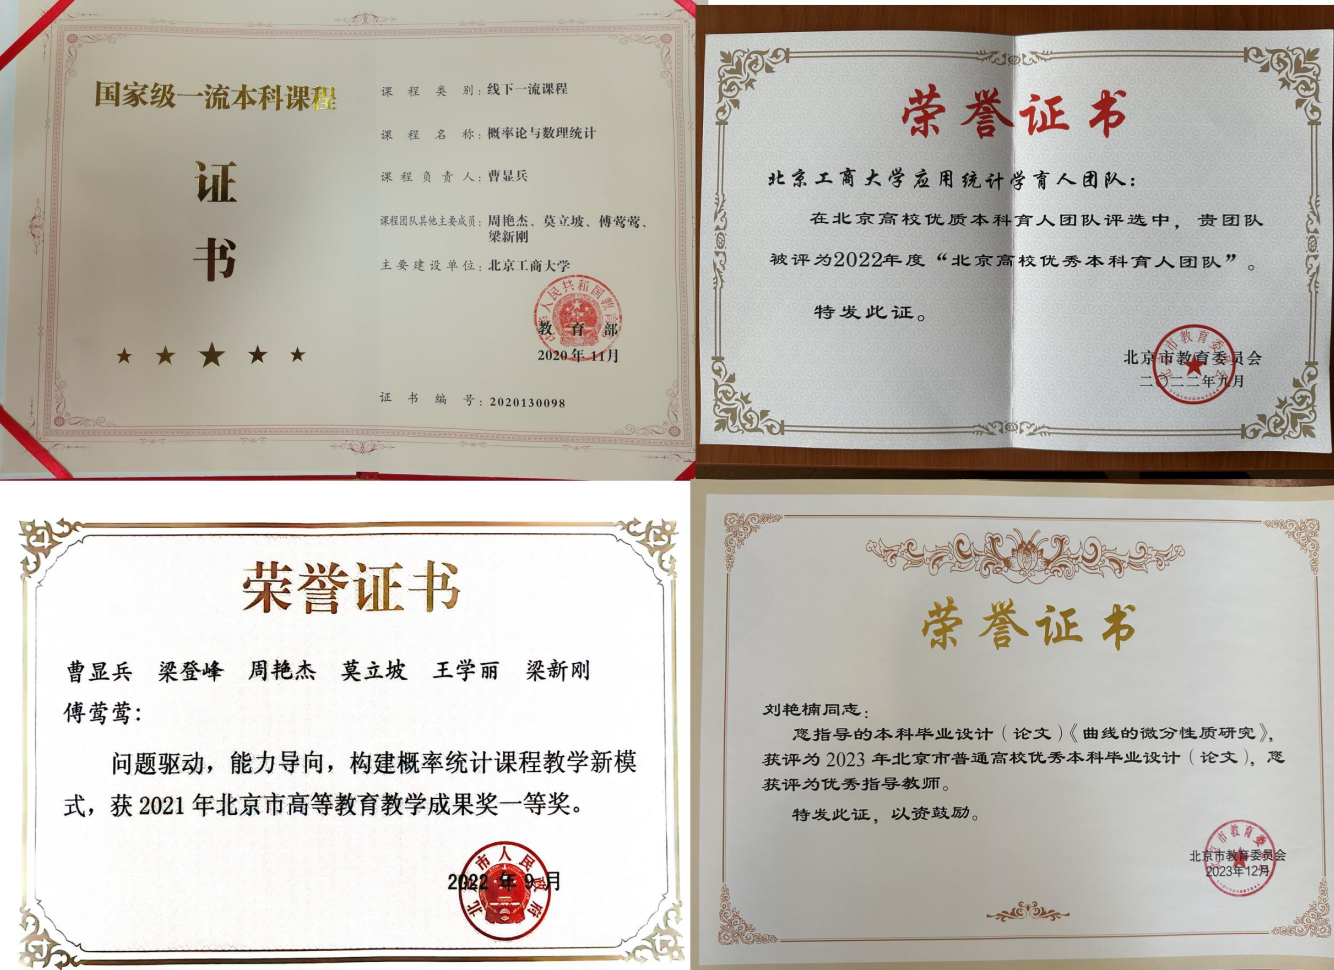 国家级一流本科课程
证
书
课程类别：线下一流课程
课程名称：概率论与数理统计
课程负责人：曹显兵
课程团队其他主要成员：周艳杰、莫立坡、傅莺莺、
梁新刚
主要建设单位：北京工商大学
教育部
2020年11月
证书编号：2020130098
荣誉证书
北京工商大学应用统计学育人团队：
在北京高校优质本科育人团队评选中，贵团队
被评为2022年度“北京高校优秀本科育人团队”。
特发此证。
北京市教育委员会
二〇二二年九月
荣誉证书
曹显兵 梁登峰 周艳杰 莫立坡 王学丽 梁新刚
傅莺莺：
问题驱动，能力导向，构建概率统计课程教学新模
式，获2021年北京市高等教育教学成果奖一等奖。
北京市人民政府
2022年9月
荣誉证书
刘艳楠同志：
您指导的本科毕业设计（论文）《曲线的微分性质研究》，
获评为2023年北京市普通高校优秀本科毕业设计（论文），您
获评为优秀指导教师。
特发此证，以资鼓励。
北京市教育委员会
2023年12月